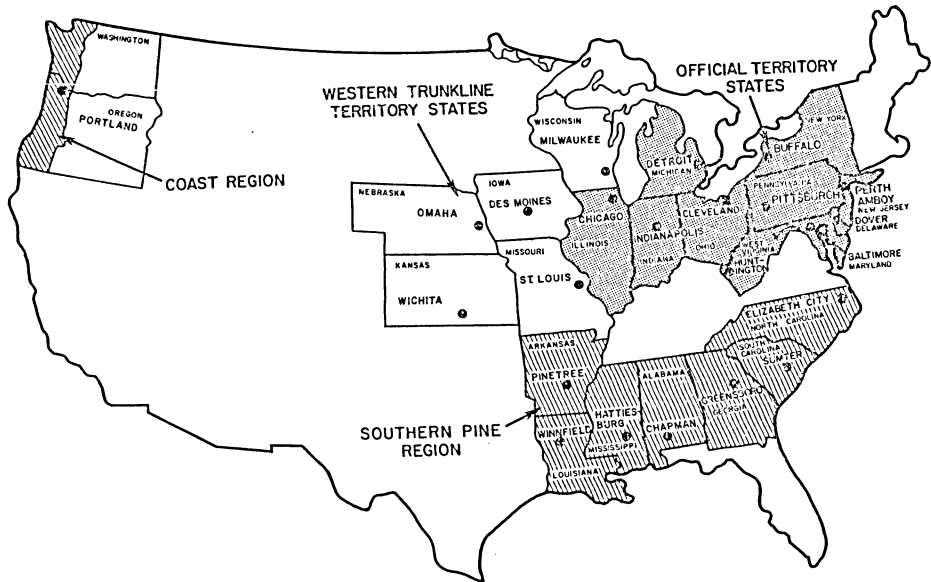 WASHINGTON
OREGON
PORTLAND
COAST REGION
WESTERN TRUNKLINE
TERRITORY STATES
OFFICIAL TERRITORY
STATES
WISCONSIN
MILWAUKEE
NEBRASKA
OMAHA
IOWA
DES MOINES
KANSAS
WICHITA
MISSOURI
ST. LOUIS
DETROIT
MICHIGAN
CHICAGO
ILLINOIS
INDIANAPOLIS
INDIANA
CLEVELAND
OHIO
NEW YORK
BUFFALO
PENNSYLVANIA
PITTSBURGH
PERTH
AMBOY
NEW JERSEY
DOVER
DELAWARE
BALTIMORE
MARYLAND
WEST
VIRGINIA
HUNT-
INGTON
ELIZABETH CITY
NORTH CAROLINA
SOUTH
CAROLINA
SUMTER
ARKANSAS
PINETREE
ALABAMA
CHAPMAN
GREENSBORO
GEORGIA
HATTIES-
BURG
MISSISSIPPI
WINNFIELD
LOUISIANA
SOUTHERN PINE
REGION